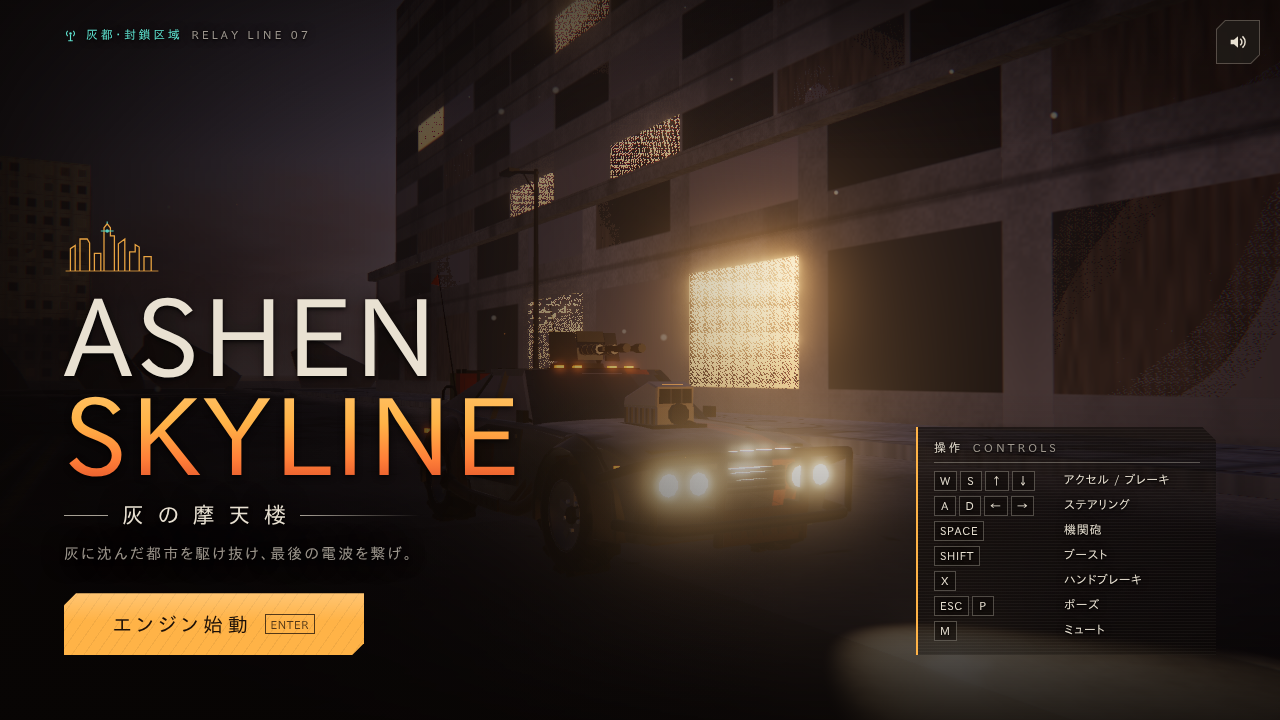 灰都·封鎖区域 RELAY LINE 07
ASHEN
SKYLINE
灰の摩天楼
灰に沈んだ都市を駆け抜け、最後の電波を繋げ。
エンジン始動 ENTER
操作 CONTROLS
W S ↑ ↓ アクセル / ブレーキ
A D ← → ステアリング
SPACE 機関砲
SHIFT ブースト
X ハンドブレーキ
ESC P ポーズ
M ミュート